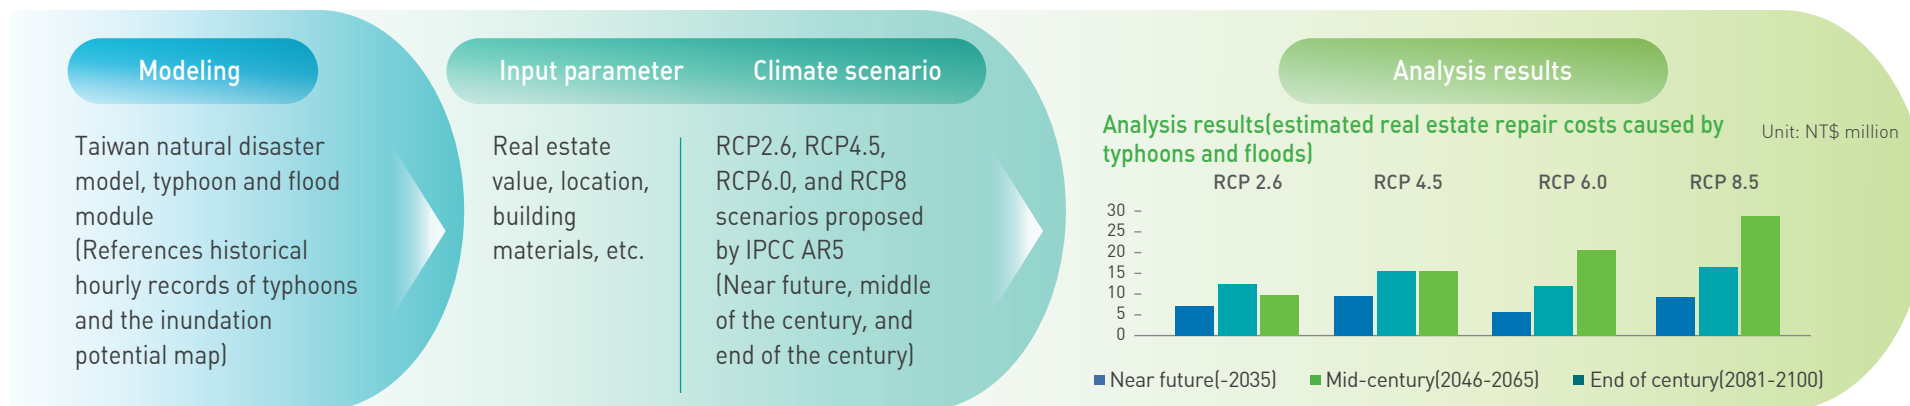 Modeling
Taiwan natural disaster
model, typhoon and flood
module
(References historical
hourly records of typhoons
and the inundation
potential map)
Input parameter
Climate scenario
Real estate
value, location,
building
materials, etc.
RCP2.6, RCP4.5,
RCP6.0, and RCP8
scenarios proposed
by IPCC AR5
(Near future, middle
of the century, and
end of the century)
Analysis results
Analysis results(estimated real estate repair costs caused by
typhoons and floods)
Unit: NT$ million
RCP 2.6
RCP 4.5
RCP 6.0
RCP 8.5
30
25
20
15
10
5
0
Near future(-2035)
Mid-century(2046-2065)
End of century(2081-2100)